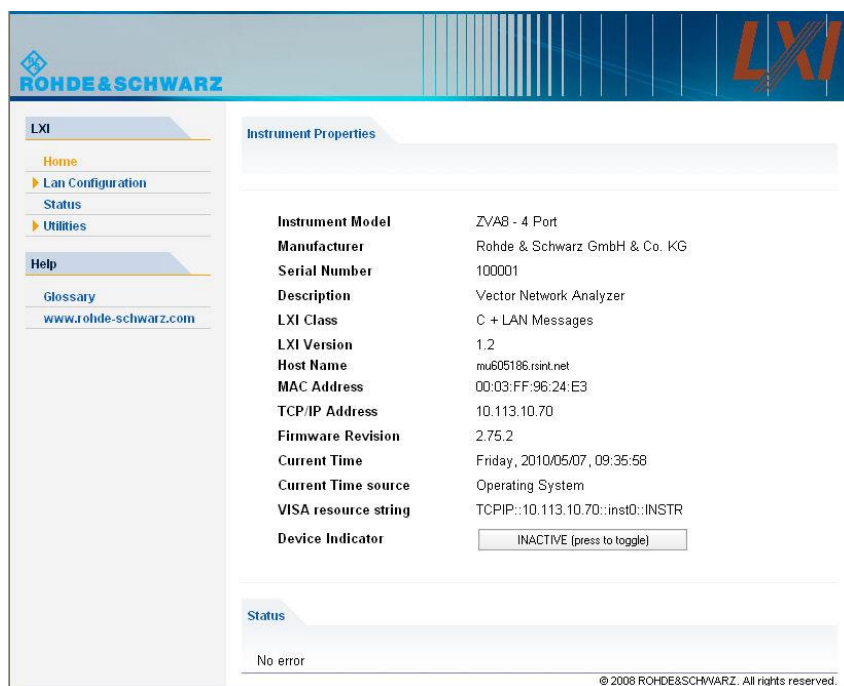 ROHDE&SCHWARZ
LXI
LXI
Home
Lan Configuration
Status
Utilities
Help
Glossary
www.rohde-schwarz.com
Instrument Properties
Instrument Model ZVA8 - 4 Port
Manufacturer Rohde & Schwarz GmbH & Co. KG
Serial Number 100001
Description Vector Network Analyzer
LXI Class C + LAN Messages
LXI Version 1.2
Host Name mu605186.rsint.net
MAC Address 00:03:FF:96:24:E3
TCP/IP Address 10.113.10.70
Firmware Revision 2.75.2
Current Time Friday, 2010/05/07, 09:35:58
Current Time source Operating System
VISA resource string TCPIP::10.113.10.70::inst0::INSTR
Device Indicator INACTIVE (press to toggle)
Status
No error
© 2008 ROHDE&SCHWARZ. All rights reserved.